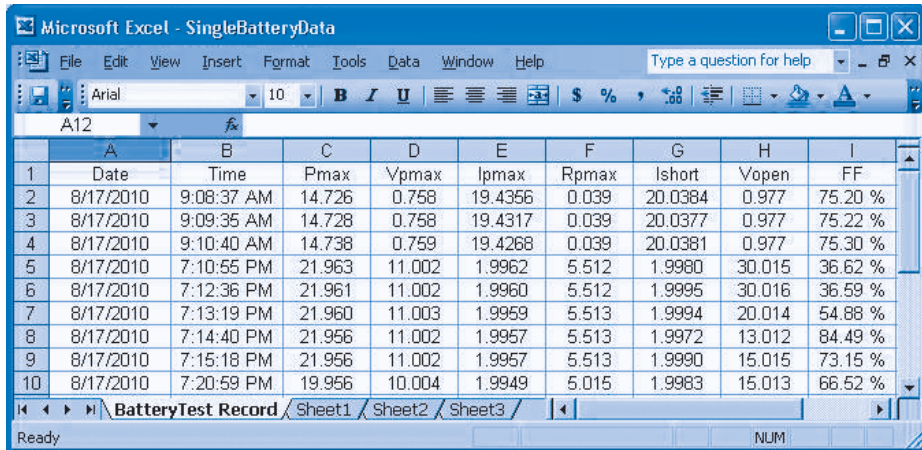 Microsoft Excel - SingleBatteryData
File Edit View Insert Format Tools Data Window Help Type a question for help
Arial 10 B I U $ % ,
A12 fx
A B C D E F G H I
1 Date Time Pmax Vpmax Ipmax Rpmax Ishort Vopen FF
2 8/17/2010 9:08:37 AM 14.726 0.758 19.4356 0.039 20.0384 0.977 75.20 %
3 8/17/2010 9:09:35 AM 14.728 0.758 19.4317 0.039 20.0377 0.977 75.22 %
4 8/17/2010 9:10:40 AM 14.738 0.759 19.4268 0.039 20.0381 0.977 75.30 %
5 8/17/2010 7:10:55 PM 21.963 11.002 1.9962 5.512 1.9980 30.015 36.62 %
6 8/17/2010 7:12:36 PM 21.961 11.002 1.9960 5.512 1.9995 30.016 36.59 %
7 8/17/2010 7:13:19 PM 21.960 11.003 1.9959 5.513 1.9994 20.014 54.88 %
8 8/17/2010 7:14:40 PM 21.956 11.002 1.9957 5.513 1.9972 13.012 84.49 %
9 8/17/2010 7:15:18 PM 21.956 11.002 1.9957 5.513 1.9990 15.015 73.15 %
10 8/17/2010 7:20:59 PM 19.956 10.004 1.9949 5.015 1.9983 15.013 66.52 %
BatteryTest Record Sheet1 Sheet2 Sheet3
Ready NUM